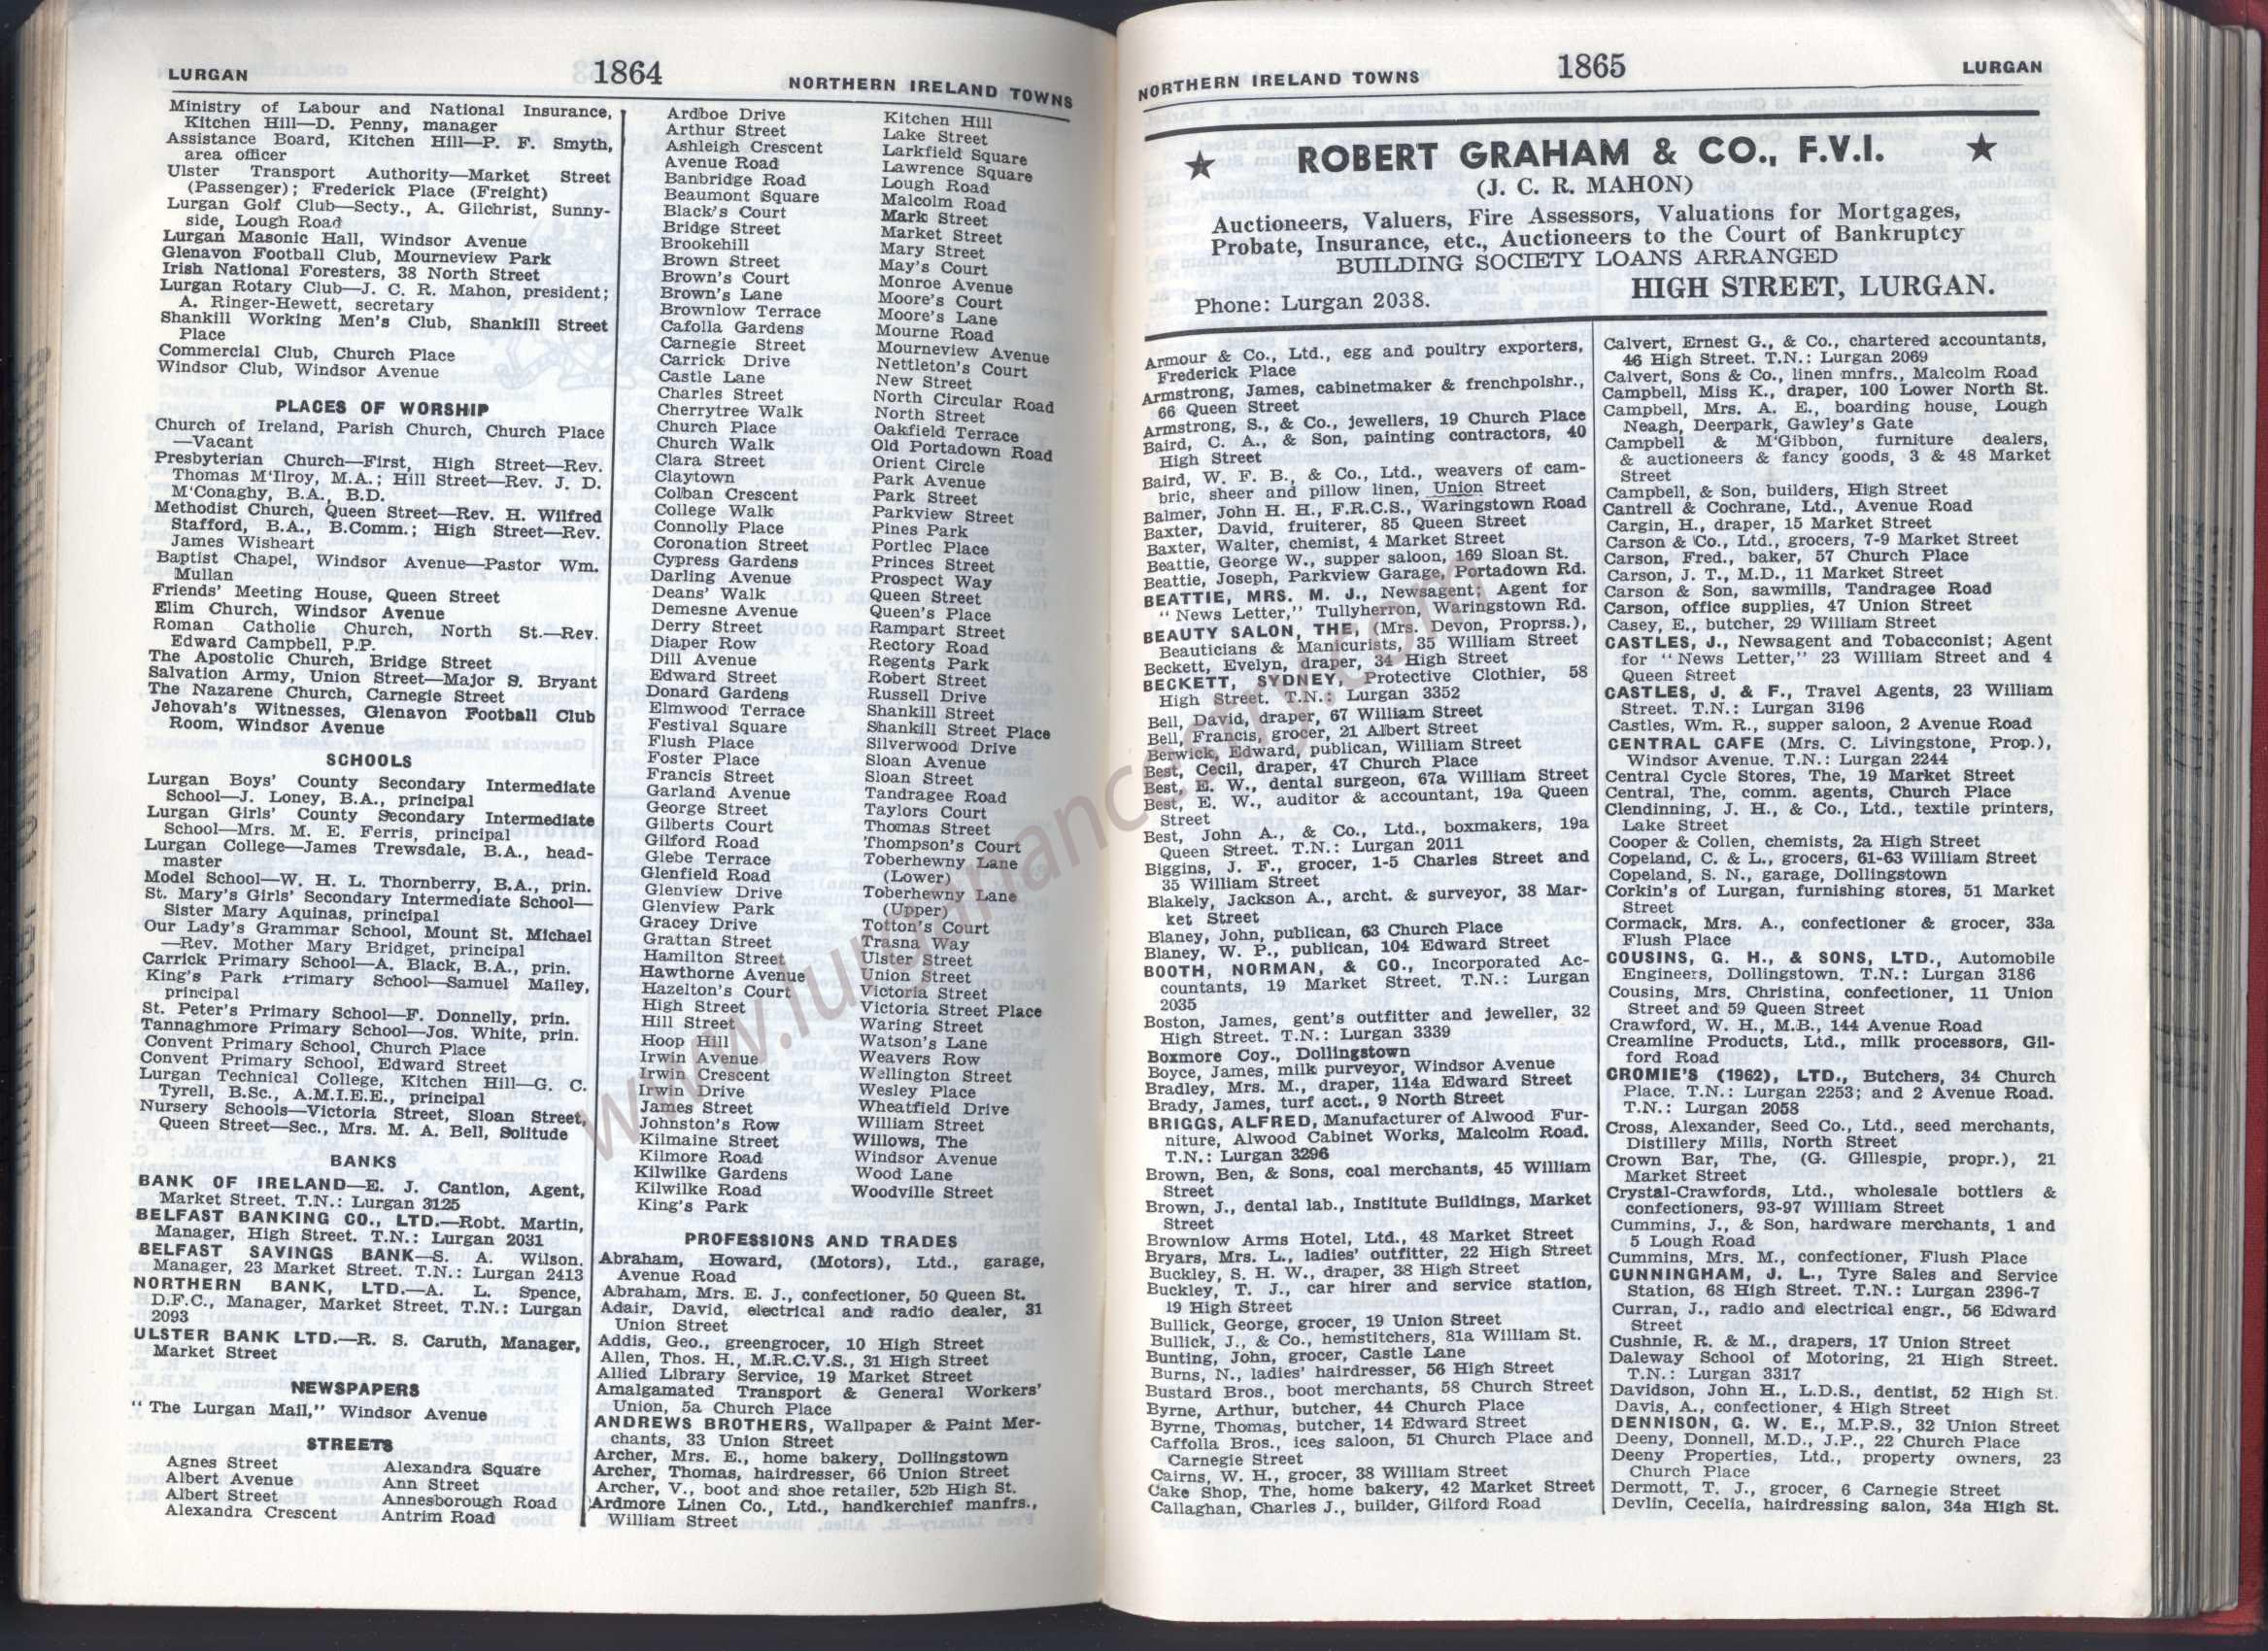 LURGAN
1864
NORTHERN IRELAND TOWNS
Ministry of Labour and National Insurance,
Kitchen Hill—D. Penny, manager
Assistance Board, Kitchen Hill—P. F. Smyth,
area officer
Ulster Transport Authority—Market Street
(Passenger); Frederick Place (Freight)
Lurgan Golf Club—Secty., A. Gilchrist, Sunny-
side, Lough Road
Lurgan Masonic Hall, Windsor Avenue
Glenavon Football Club, Mourneview Park
Irish National Foresters, 38 North Street
Lurgan Rotary Club—J. C. R. Mahon, president;
A. Ringer-Hewett, secretary
Shankill Working Men's Club, Shankill Street
Place
Commercial Club, Church Place
Windsor Club, Windsor Avenue
PLACES OF WORSHIP
Church of Ireland, Parish Church, Church Place
—Vacant
Presbyterian Church—First, High Street—Rev.
Thomas M'Ilroy, M.A.; Hill Street—Rev. J. D.
M'Conaghy, B.A., B.D.
Methodist Church, Queen Street—Rev. H. Wilfred
Stafford, B.A., B.Comm.; High Street—Rev.
James Wisheart
Baptist Chapel, Windsor Avenue—Pastor Wm.
Mullan
Friends' Meeting House, Queen Street
Elim Church, Windsor Avenue
Roman Catholic Church, North St.—Rev.
Edward Campbell, P.P.
The Apostolic Church, Bridge Street
Salvation Army, Union Street—Major S. Bryant
The Nazarene Church, Carnegie Street
Jehovah's Witnesses, Glenavon Football Club
Room, Windsor Avenue
SCHOOLS
Lurgan Boys' County Secondary Intermediate
School—J. Loney, B.A., principal
Lurgan Girls' County Secondary Intermediate
School—Mrs. M. E. Ferris, principal
Lurgan College—James Trewsdale, B.A., head-
master
Model School—W. H. L. Thornberry, B.A., prin.
St. Mary's Girls' Secondary Intermediate School—
Sister Mary Aquinas, principal
Our Lady's Grammar School, Mount St. Michael
—Rev. Mother Mary Bridget, principal
Carrick Primary School—A. Black, B.A., prin.
King's Park Primary School—Samuel Mailey,
principal
St. Peter's Primary School—F. Donnelly, prin.
Tannaghmore Primary School—Jos. White, prin.
Convent Primary School, Church Place
Convent Primary School, Edward Street
Lurgan Technical College, Kitchen Hill—G. C.
Tyrell, B.Sc., A.M.I.E.E., principal
Nursery Schools—Victoria Street, Sloan Street,
Queen Street—Sec., Mrs. M. A. Bell, Solitude
BANKS
BANK OF IRELAND—E. J. Cantlon, Agent,
Market Street. T.N.: Lurgan 3125
BELFAST BANKING CO., LTD.—Robt. Martin,
Manager, High Street. T.N.: Lurgan 2031
BELFAST SAVINGS BANK—S. A. Wilson.
Manager, 23 Market Street. T.N.: Lurgan 2413
NORTHERN BANK, LTD.—A. L. Spence,
D.F.C., Manager, Market Street. T.N.: Lurgan
2093
ULSTER BANK LTD.—R. S. Caruth, Manager,
Market Street
NEWSPAPERS
"The Lurgan Mail," Windsor Avenue
STREETS
Agnes Street
Albert Avenue
Albert Street
Alexandra Crescent
Alexandra Square
Ann Street
Annesborough Road
Antrim Road
Ardboe Drive
Arthur Street
Ashleigh Crescent
Avenue Road
Banbridge Road
Beaumont Square
Black's Court
Bridge Street
Brookehill
Brown Street
Brown's Court
Brown's Lane
Brownlow Terrace
Cafolla Gardens
Carnegie Street
Carrick Drive
Castle Lane
Charles Street
Cherrytree Walk
Church Place
Church Walk
Clara Street
Claytown
Colban Crescent
College Walk
Connolly Place
Coronation Street
Cypress Gardens
Darling Avenue
Deans' Walk
Demesne Avenue
Derry Street
Diaper Row
Dill Avenue
Edward Street
Donard Gardens
Elmwood Terrace
Festival Square
Flush Place
Foster Place
Francis Street
Garland Avenue
George Street
Gilberts Court
Gilford Road
Glebe Terrace
Glenfield Road
Glenview Drive
Glenview Park
Gracey Drive
Grattan Street
Hamilton Street
Hawthorne Avenue
Hazelton's Court
High Street
Hill Street
Hoop Hill
Irwin Avenue
Irwin Crescent
Irwin Drive
James Street
Johnston's Row
Kilmaine Street
Kilmore Road
Kilwilke Gardens
Kilwilke Road
King's Park
Kitchen Hill
Lake Street
Larkfield Square
Lawrence Square
Lough Road
Malcolm Road
Mark Street
Market Street
Mary Street
May's Court
Monroe Avenue
Moore's Court
Moore's Lane
Mourne Road
Mourneview Avenue
Nettleton's Court
New Street
North Circular Road
North Street
Oakfield Terrace
Old Portadown Road
Orient Circle
Park Avenue
Park Street
Parkview Street
Pines Park
Portlec Place
Princes Street
Prospect Way
Queen Street
Queen's Place
Rampart Street
Rectory Road
Regents Park
Robert Street
Russell Drive
Shankill Street
Shankill Street Place
Silverwood Drive
Sloan Avenue
Sloan Street
Tandragee Road
Taylors Court
Thomas Street
Thompson's Court
Toberhewny Lane
(Lower)
Toberhewny Lane
(Upper)
Totton's Court
Trasna Way
Ulster Street
Union Street
Victoria Street
Victoria Street Place
Waring Street
Watson's Lane
Weavers Row
Wellington Street
Wesley Place
Wheatfield Drive
William Street
Willows, The
Windsor Avenue
Wood Lane
Woodville Street
PROFESSIONS AND TRADES
Abraham, Howard, (Motors), Ltd., garage,
Avenue Road
Abraham, Mrs. E. J., confectioner, 50 Queen St.
Adair, David, electrical and radio dealer, 31
Union Street
Addis, Geo., greengrocer, 10 High Street
Allen, Thos. H., M.R.C.V.S., 31 High Street
Allied Library Service, 19 Market Street
Amalgamated Transport & General Workers'
Union, 5a Church Place
ANDREWS BROTHERS, Wallpaper & Paint Mer-
chants, 33 Union Street
Archer, Mrs. E., home bakery, Dollingstown
Archer, Thomas, hairdresser, 66 Union Street
Archer, V., boot and shoe retailer, 52b High St.
Ardmore Linen Co., Ltd., handkerchief manfrs.,
William Street
NORTHERN IRELAND TOWNS
1865
LURGAN
★ ROBERT GRAHAM & CO., F.V.I. ★
(J. C. R. MAHON)
Auctioneers, Valuers, Fire Assessors, Valuations for Mortgages,
Probate, Insurance, etc., Auctioneers to the Court of Bankruptcy
BUILDING SOCIETY LOANS ARRANGED
Phone: Lurgan 2038.
HIGH STREET, LURGAN.
Armour & Co., Ltd., egg and poultry exporters,
Frederick Place
Armstrong, James, cabinetmaker & frenchpolshr.,
66 Queen Street
Armstrong, S., & Co., jewellers, 19 Church Place
Baird, C. A., & Son, painting contractors, 40
High Street
Baird, W. F. B., & Co., Ltd., weavers of cam-
bric, sheer and pillow linen, Union Street
Balmer, John H. H., F.R.C.S., Waringstown Road
Baxter, David, fruiterer, 85 Queen Street
Baxter, Walter, chemist, 4 Market Street
Beattie, George W., supper saloon, 169 Sloan St.
Beattie, Joseph, Parkview Garage, Portadown Rd.
BEATTIE, MRS. M. J., Newsagent; Agent for
"News Letter," Tullyherron, Waringstown Rd.
BEAUTY SALON, THE, (Mrs. Devon, Proprss.),
Beauticians & Manicurists, 35 William Street
Beckett, Evelyn, draper, 34 High Street
BECKETT, SYDNEY, Protective Clothier, 58
High Street. T.N.: Lurgan 3352
Bell, David, draper, 67 William Street
Bell, Francis, grocer, 21 Albert Street
Berwick, Edward, publican, William Street
Best, Cecil, draper, 47 Church Place
Best, E. W., dental surgeon, 67a William Street
Best, E. W., auditor & accountant, 19a Queen
Street
Best, John A., & Co., Ltd., boxmakers, 19a
Queen Street. T.N.: Lurgan 2011
Biggins, J. F., grocer, 1-5 Charles Street and
35 William Street
Blakely, Jackson A., archt. & surveyor, 38 Mar-
ket Street
Blaney, John, publican, 63 Church Place
Blaney, W. P., publican, 104 Edward Street
BOOTH, NORMAN, & CO., Incorporated Ac-
countants, 19 Market Street. T.N.: Lurgan
2035
Boston, James, gent's outfitter and jeweller, 32
High Street. T.N.: Lurgan 3339
Boxmore Coy., Dollingstown
Boyce, James, milk purveyor, Windsor Avenue
Bradley, Mrs. M., draper, 114a Edward Street
Brady, James, turf acct., 9 North Street
BRIGGS, ALFRED, Manufacturer of Alwood Fur-
niture, Alwood Cabinet Works, Malcolm Road.
T.N.: Lurgan 3296
Brown, Ben, & Sons, coal merchants, 45 William
Street
Brown, J., dental lab., Institute Buildings, Market
Street
Brownlow Arms Hotel, Ltd., 48 Market Street
Bryars, Mrs. L., ladies' outfitter, 22 High Street
Buckley, S. H. W., draper, 38 High Street
Buckley, T. J., car hirer and service station,
19 High Street
Bullick, George, grocer, 19 Union Street
Bullick, J., & Co., hemstitchers, 81a William St.
Bunting, John, grocer, Castle Lane
Burns, N., ladies' hairdresser, 56 High Street
Bustard Bros., boot merchants, 58 Church Street
Byrne, Arthur, butcher, 44 Church Place
Byrne, Thomas, butcher, 14 Edward Street
Caffolla Bros., ices saloon, 51 Church Place and
Carnegie Street
Cairns, W. H., grocer, 38 William Street
Cake Shop, The, home bakery, 42 Market Street
Callaghan, Charles J., builder, Gilford Road
Calvert, Ernest G., & Co., chartered accountants,
46 High Street. T.N.: Lurgan 2069
Calvert, Sons & Co., linen mnfrs., Malcolm Road
Campbell, Miss K., draper, 100 Lower North St.
Campbell, Mrs. A. E., boarding house, Lough
Neagh, Deerpark, Gawley's Gate
Campbell & M'Gibbon, furniture dealers,
& auctioneers & fancy goods, 3 & 48 Market
Street
Campbell, & Son, builders, High Street
Cantrell & Cochrane, Ltd., Avenue Road
Cargin, H., draper, 15 Market Street
Carson & Co., Ltd., grocers, 7-9 Market Street
Carson, Fred., baker, 57 Church Place
Carson, J. T., M.D., 11 Market Street
Carson & Son, sawmills, Tandragee Road
Carson, office supplies, 47 Union Street
Casey, E., butcher, 29 William Street
CASTLES, J., Newsagent and Tobacconist; Agent
for "News Letter," 23 William Street and 4
Queen Street
CASTLES, J. & F., Travel Agents, 23 William
Street. T.N.: Lurgan 3196
Castles, Wm. R., supper saloon, 2 Avenue Road
CENTRAL CAFE (Mrs. C. Livingstone, Prop.),
Windsor Avenue. T.N.: Lurgan 2244
Central Cycle Stores, The, 19 Market Street
Central, The, comm. agents, Church Place
Clendinning, J. H., & Co., Ltd., textile printers,
Lake Street
Cooper & Collen, chemists, 2a High Street
Copeland, C. & L., grocers, 61-63 William Street
Copeland, S. N., garage, Dollingstown
Corkin's of Lurgan, furnishing stores, 51 Market
Street
Cormack, Mrs. A., confectioner & grocer, 33a
Flush Place
COUSINS, G. H., & SONS, LTD., Automobile
Engineers, Dollingstown. T.N.: Lurgan 3186
Cousins, Mrs. Christina, confectioner, 11 Union
Street and 59 Queen Street
Crawford, W. H., M.B., 144 Avenue Road
Creamline Products, Ltd., milk processors, Gil-
ford Road
CROMIE'S (1962), LTD., Butchers, 34 Church
Place. T.N.: Lurgan 2253; and 2 Avenue Road.
T.N.: Lurgan 2058
Cross, Alexander, Seed Co., Ltd., seed merchants,
Distillery Mills, North Street
Crown Bar, The, (G. Gillespie, propr.), 21
Market Street
Crystal-Crawfords, Ltd., wholesale bottlers &
confectioners, 93-97 William Street
Cummins, J., & Son, hardware merchants, 1 and
5 Lough Road
Cummins, Mrs. M., confectioner, Flush Place
CUNNINGHAM, J. L., Tyre Sales and Service
Station, 68 High Street. T.N.: Lurgan 2396-7
Curran, J., radio and electrical engr., 56 Edward
Street
Cushnie, R. & M., drapers, 17 Union Street
Daleway School of Motoring, 21 High Street.
T.N.: Lurgan 3317
Davidson, John H., L.D.S., dentist, 52 High St.
Davis, A., confectioner, 4 High Street
DENNISON, G. W. E., M.P.S., 32 Union Street
Deeny, Donnell, M.D., J.P., 22 Church Place
Deeny Properties, Ltd., property owners, 23
Church Place
Dermott, T. J., grocer, 6 Carnegie Street
Devlin, Cecelia, hairdressing salon, 34a High St.
www.lurganancestry.com